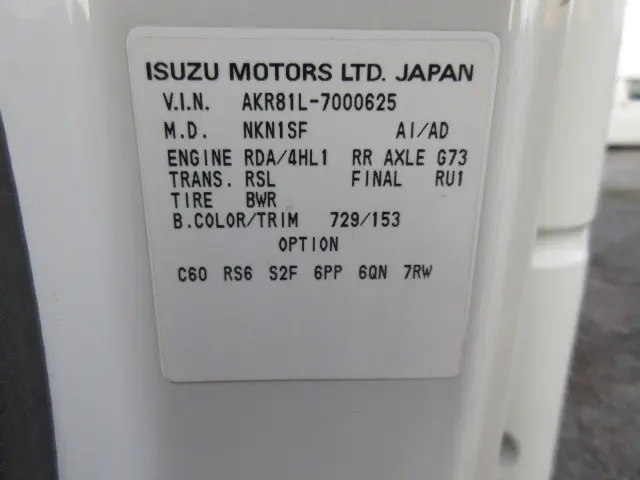 ISUZU MOTORS LTD. JAPAN
V.I.N. AKR81L-7000625
M.D. NKN1SF AI/AD
ENGINE RDA/4HL1 RR AXLE G73
TRANS. RSL FINAL RU1
TIRE BWR
B.COLOR/TRIM 729/153
OPTION
C60 RS6 S2F 6PP 6QN 7RW